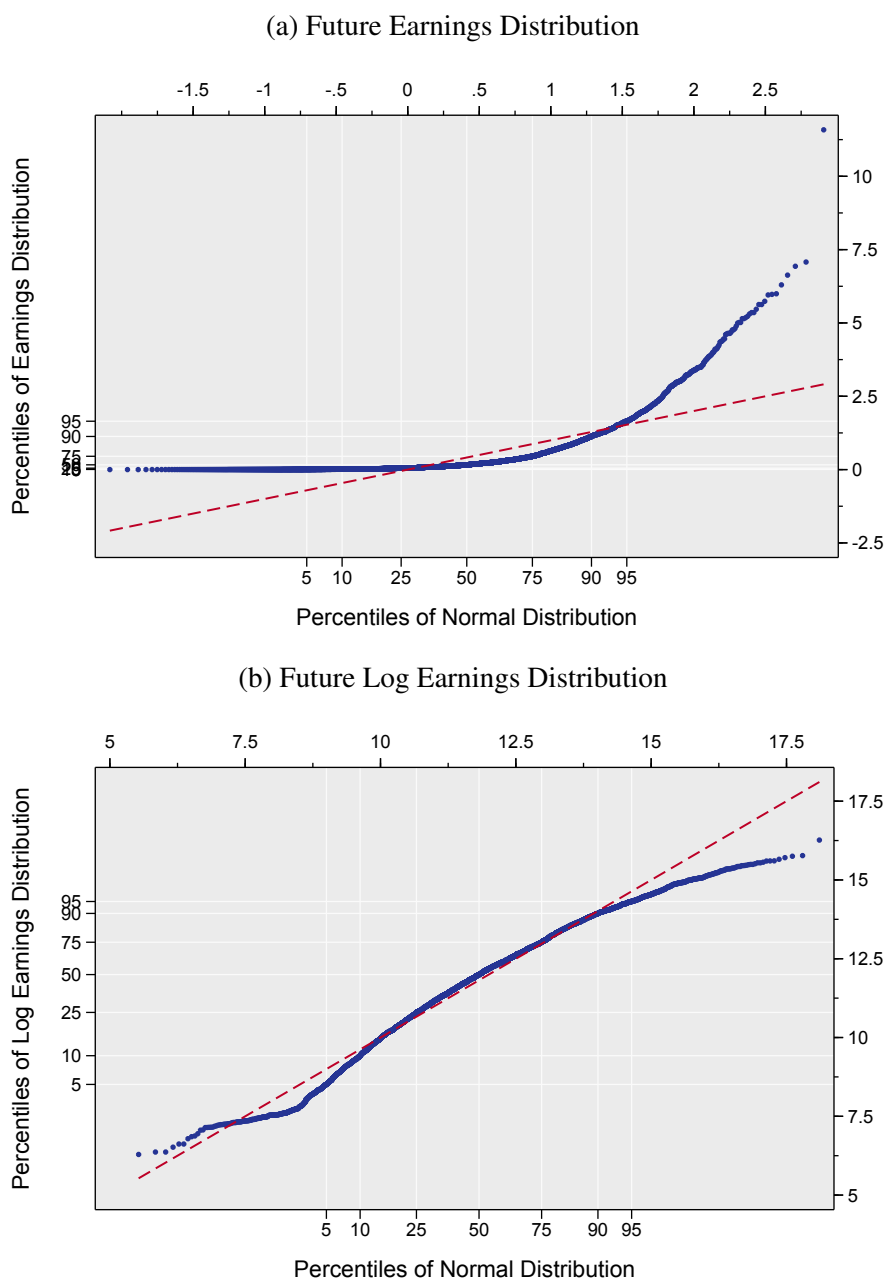 (a) Future Earnings Distribution
-1.5 -1 -.5 0 .5 1 1.5 2 2.5
Percentiles of Earnings Distribution
95
90
75
10
7.5
5
2.5
0
-2.5
5 10 25 50 75 90 95
Percentiles of Normal Distribution
(b) Future Log Earnings Distribution
5 7.5 10 12.5 15 17.5
Percentiles of Log Earnings Distribution
95
90
75
50
25
10
5
17.5
15
12.5
10
7.5
5
5 10 25 50 75 90 95
Percentiles of Normal Distribution